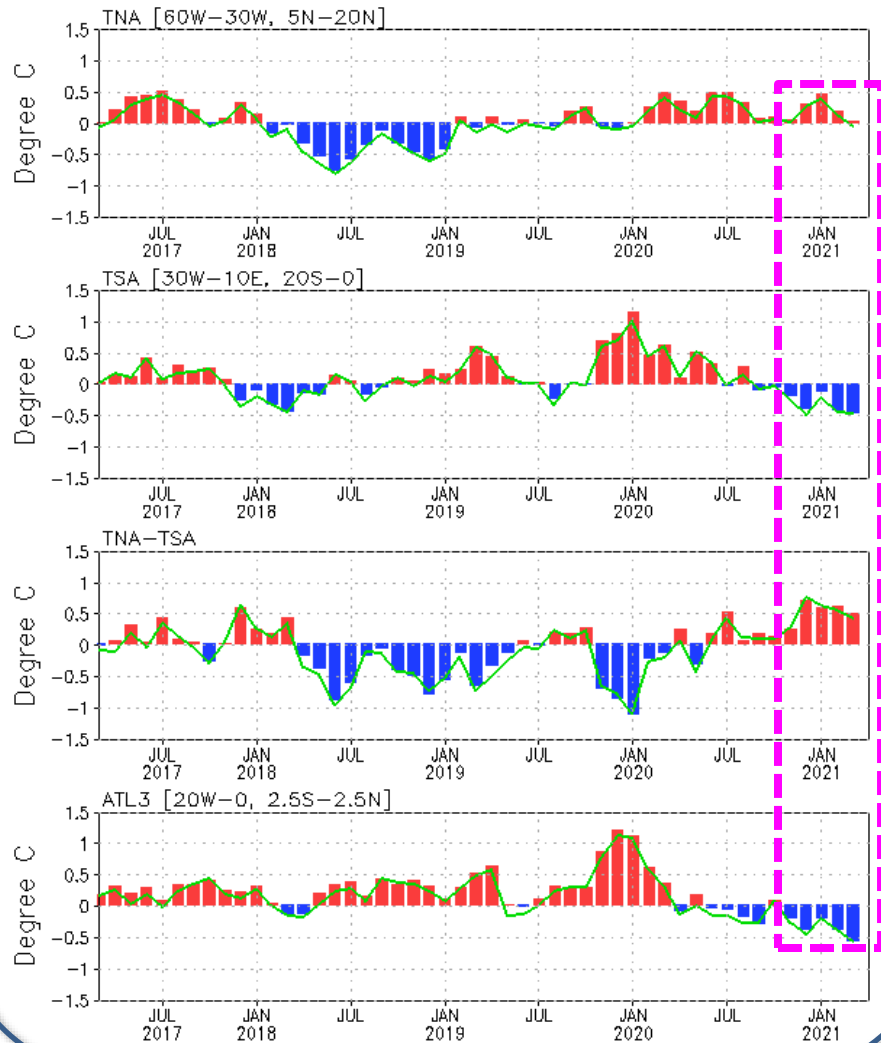 TNA [60W-30W, 5N-20N]
Degree C
1.5
1
0.5
0
-0.5
-1
-1.5
JUL JAN JUL JAN JUL JAN JUL JAN
2017 2018 2019 2020 2021
TSA [30W-10E, 20S-0]
Degree C
1.5
1
0.5
0
-0.5
-1
-1.5
JUL JAN JUL JAN JUL JAN JUL JAN
2017 2018 2019 2020 2021
TNA-TSA
Degree C
1.5
1
0.5
0
-0.5
-1
-1.5
JUL JAN JUL JAN JUL JAN JUL JAN
2017 2018 2019 2020 2021
ATL3 [20W-0, 2.5S-2.5N]
Degree C
1.5
1
0.5
0
-0.5
-1
-1.5
JUL JAN JUL JAN JUL JAN JUL JAN
2017 2018 2019 2020 2021